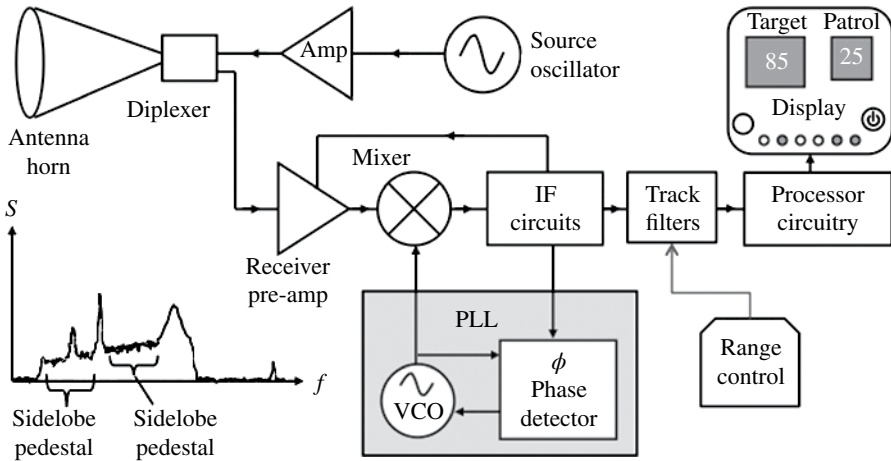 Target
Patrol
85
25
Display
Amp
Source
oscillator
Diplexer
Antenna
horn
Mixer
Receiver
pre-amp
IF
circuits
Track
filters
Processor
circuitry
PLL
VCO
ϕ
Phase
detector
Range
control
S
f
Sidelobe
pedestal
Sidelobe
pedestal